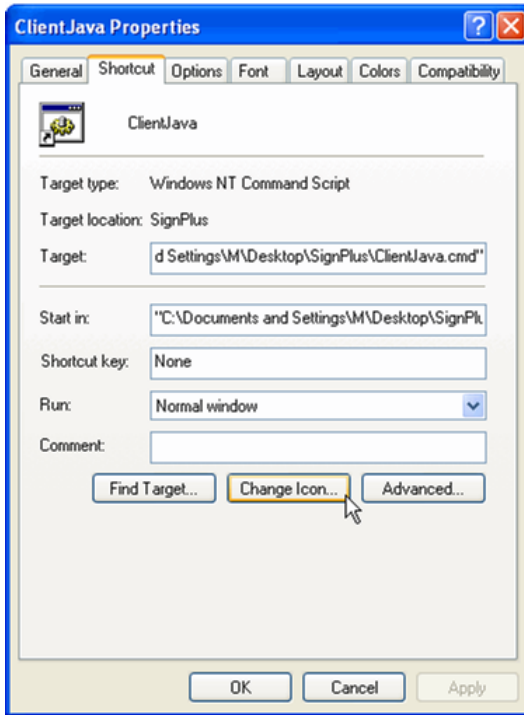 ClientJava Properties
General Shortcut Options Font Layout Colors Compatibility
ClientJava
Target type: Windows NT Command Script
Target location: SignPlus
Target: d Settings\M\Desktop\SignPlus\ClientJava.cmd"
Start in: "C:\Documents and Settings\M\Desktop\SignPlu
Shortcut key: None
Run: Normal window
Comment:
Find Target... Change Icon... Advanced...
OK Cancel Apply